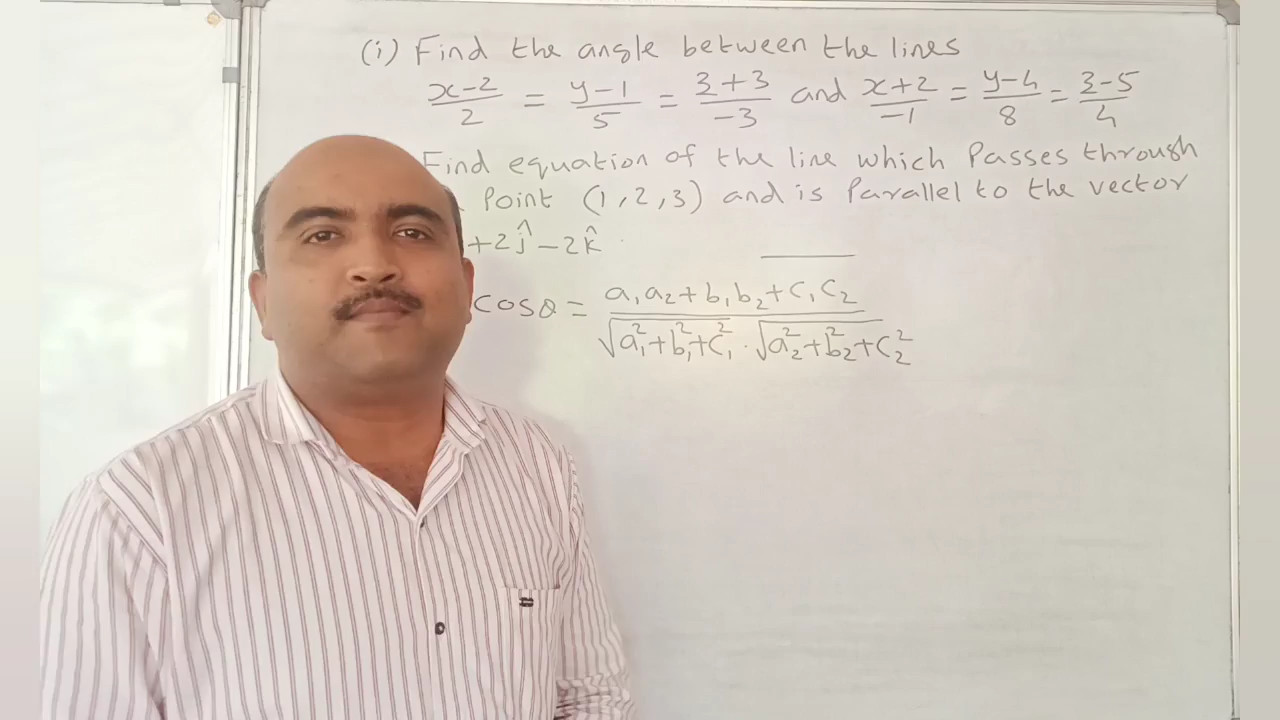 (i) Find the angle between the lines
x-2/2 = y-1/5 = z+3/-3 and x+2/-1 = y-4/8 = z-5/4
Find equation of the line which Passes through
Point (1,2,3) and is Parallel to the vector
+2ĵ-2k̂
cosθ = a₁a₂+b₁b₂+c₁c₂/√a₁²+b₁²+c₁² · √a₂²+b₂²+c₂²